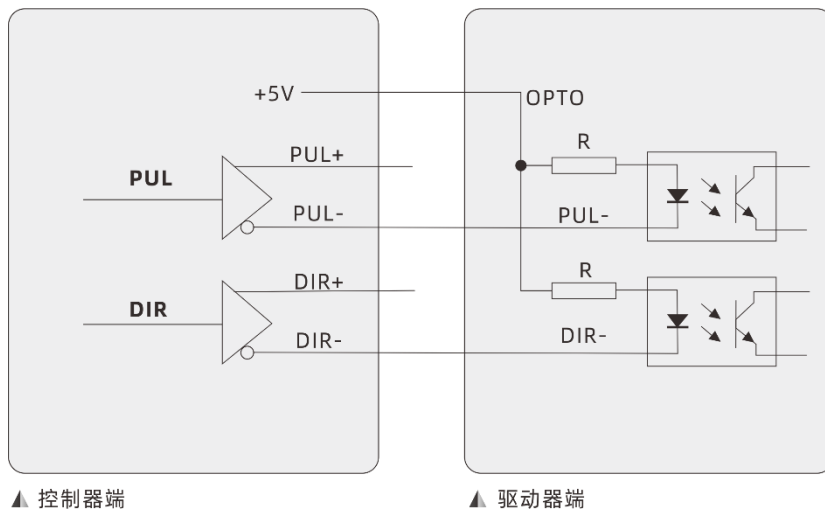 +5V
OPTO
R
PUL+
PUL
PUL-
PUL-
R
DIR+
DIR
DIR-
DIR-
控制器端
驱动器端